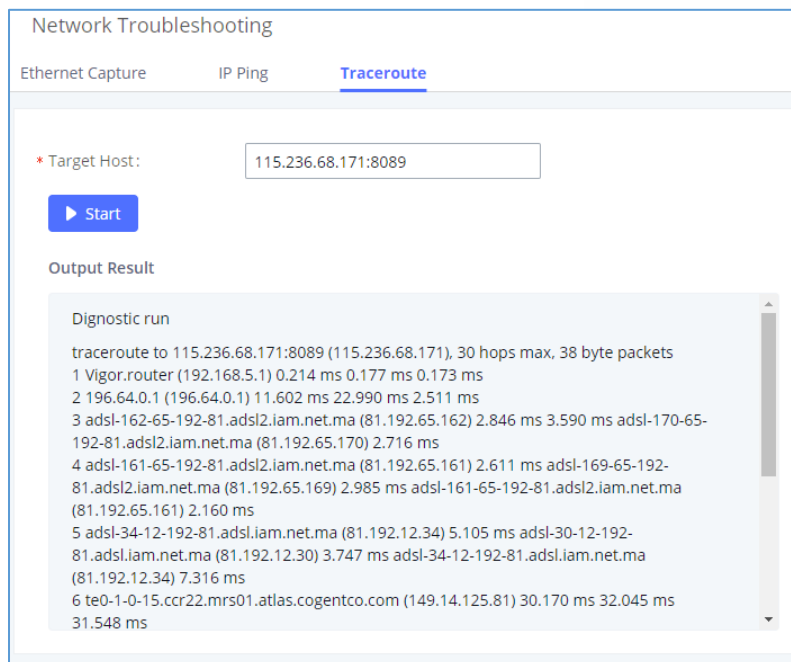 Network Troubleshooting
Ethernet Capture IP Ping Traceroute
* Target Host: 115.236.68.171:8089
Start
Output Result
Dignostic run
traceroute to 115.236.68.171:8089 (115.236.68.171), 30 hops max, 38 byte packets
1 Vigor.router (192.168.5.1) 0.214 ms 0.177 ms 0.173 ms
2 196.64.0.1 (196.64.0.1) 11.602 ms 22.990 ms 2.511 ms
3 adsl-162-65-192-81.adsl2.iam.net.ma (81.192.65.162) 2.846 ms 3.590 ms adsl-170-65-
192-81.adsl2.iam.net.ma (81.192.65.170) 2.716 ms
4 adsl-161-65-192-81.adsl2.iam.net.ma (81.192.65.161) 2.611 ms adsl-169-65-192-
81.adsl2.iam.net.ma (81.192.65.169) 2.985 ms adsl-161-65-192-81.adsl2.iam.net.ma
(81.192.65.161) 2.160 ms
5 adsl-34-12-192-81.adsl.iam.net.ma (81.192.12.34) 5.105 ms adsl-30-12-192-
81.adsl.iam.net.ma (81.192.12.30) 3.747 ms adsl-34-12-192-81.adsl.iam.net.ma
(81.192.12.34) 7.316 ms
6 te0-1-0-15.ccr22.mrs01.atlas.cogentco.com (149.14.125.81) 30.170 ms 32.045 ms
31.548 ms